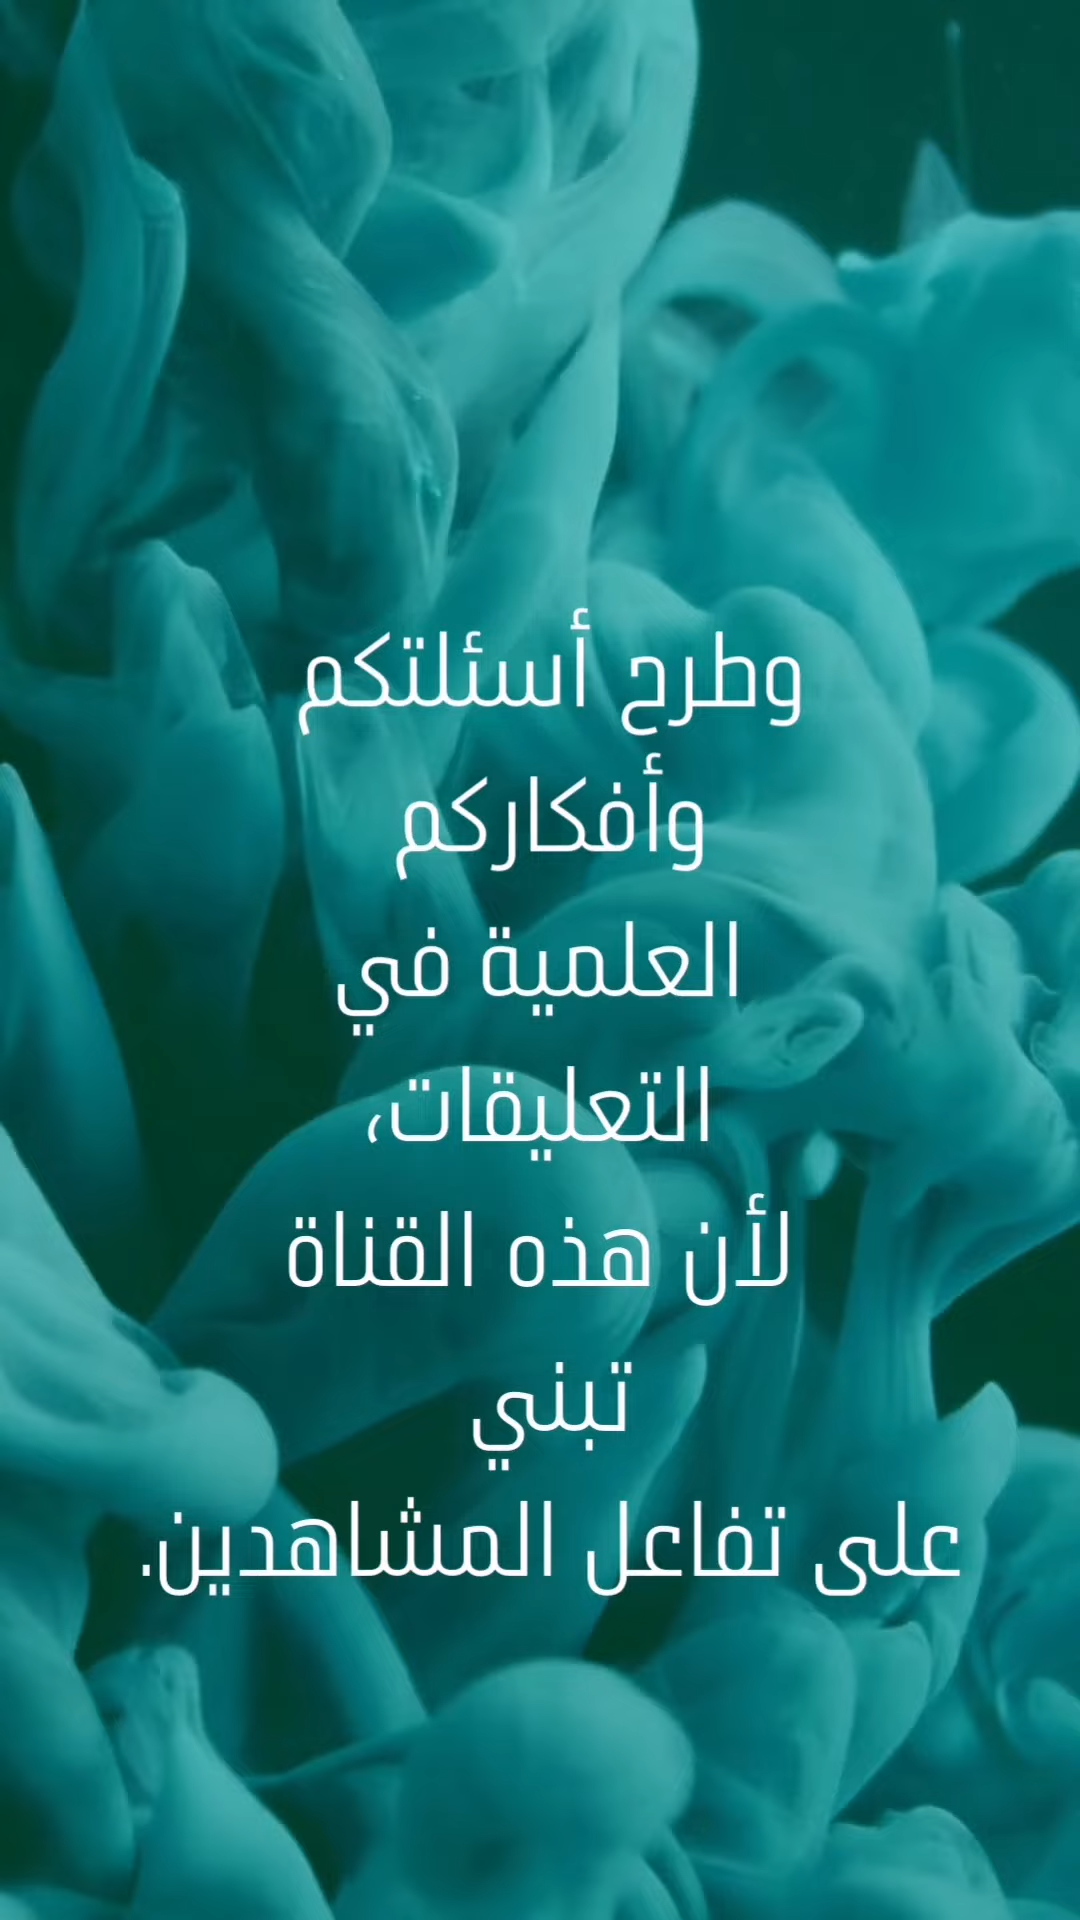 وطرح أسئلتكم
وأفكاركم
العلمية في
التعليقات،
لأن هذه القناة
تبني
على تفاعل المشاهدين.